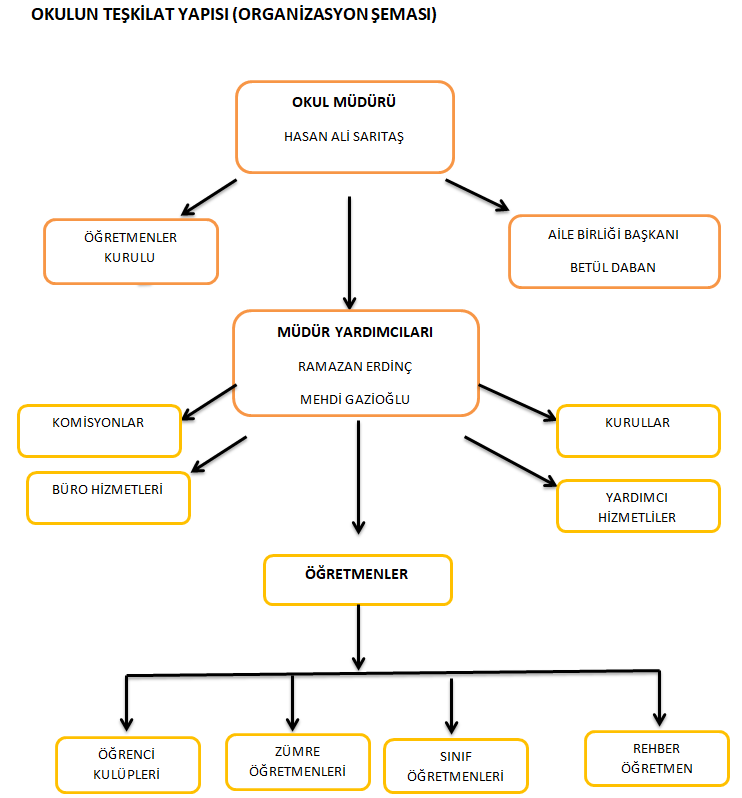 OKULUN TEŞKİLAT YAPISI (ORGANİZASYON ŞEMASI)
OKUL MÜDÜRÜ
HASAN ALİ SARITAŞ
ÖĞRETMENLER
KURULU
AİLE BİRLİĞİ BAŞKANI
BETÜL DABAN
MÜDÜR YARDIMCILARI
RAMAZAN ERDİNÇ
MEHDİ GAZİOĞLU
KOMİSYONLAR
KURULLAR
BÜRO HİZMETLERİ
YARDIMCI
HİZMETLİLER
ÖĞRETMENLER
ÖĞRENCİ
KULÜPLERİ
ZÜMRE
ÖĞRETMENLERİ
SINIF
ÖĞRETMENLERİ
REHBER
ÖĞRETMEN